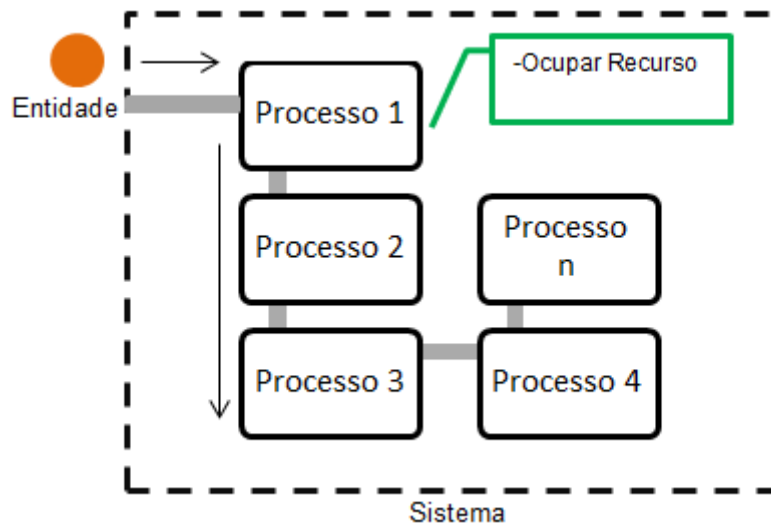 -Ocupar Recurso
Entidade
Processo 1
Processo 2
Processo
n
Processo 3
Processo 4
Sistema